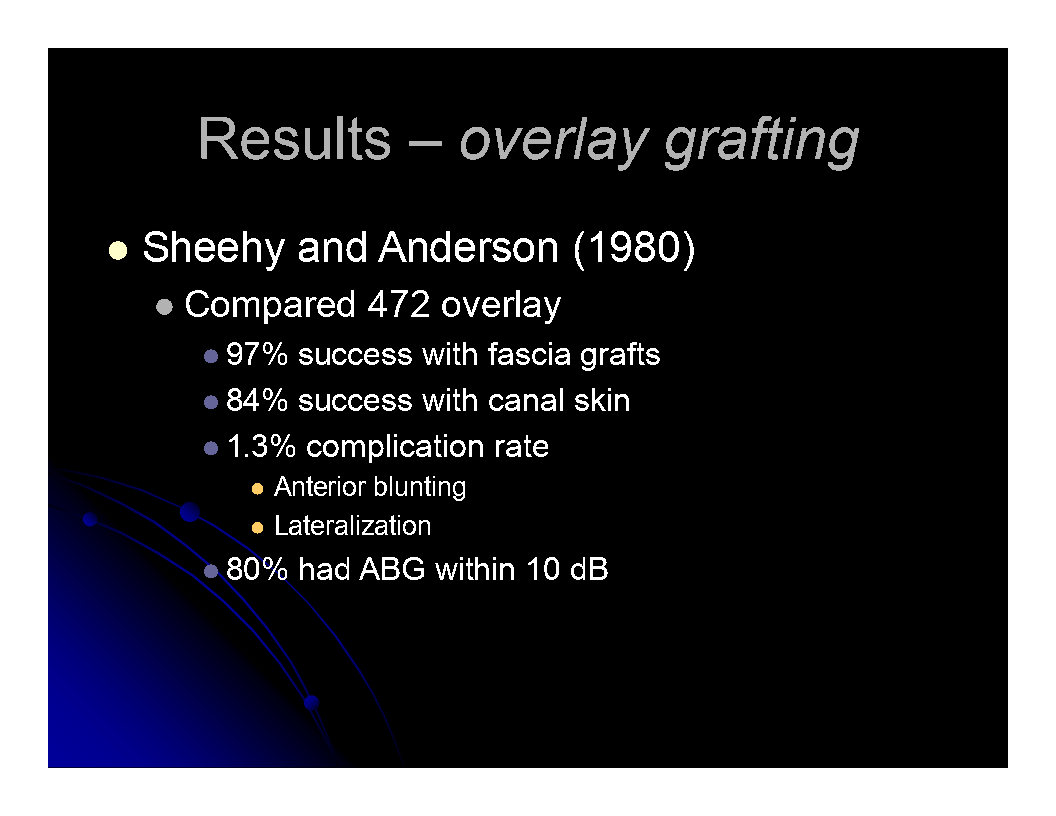 Results – overlay grafting
Sheehy and Anderson (1980)
Compared 472 overlay
97% success with fascia grafts
84% success with canal skin
1.3% complication rate
Anterior blunting
Lateralization
80% had ABG within 10 dB